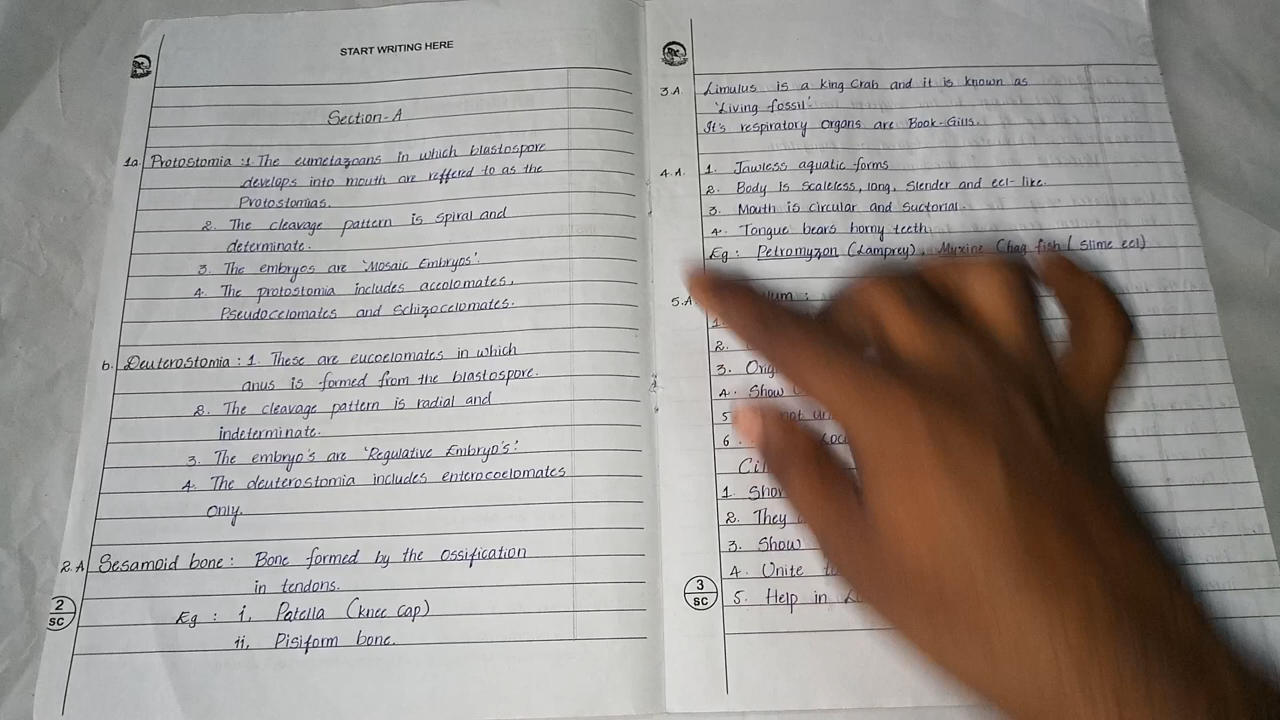 START WRITING HERE
Section-A
1a. Protostomia : 1. The eumetazoans in which blastospore
develops into mouth are reffered to as the
Protostomias.
2. The cleavage pattern is spiral and
determinate.
3. The embryos are 'Mosaic Embryos'.
4. The protostomia includes acoelomates,
Pseudocelomates and Schizocelomates.
b. Deuterostomia : 1. These are eucoelomates in which
anus is formed from the blastospore.
2. The cleavage pattern is radial and
indeterminate.
3. The embryo's are 'Regulative Embryo's'.
4. The deuterostomia includes enterocoelomates
Only.
2.A Sesamoid bone : Bone formed by the Ossification
in tendons.
Eg : i, Patella (knee cap)
ii, Pisiform bone.
2
SC
3.A. Limulus is a king Crab and it is known as
'Living fossil'.
It's respiratory Organs are Book-Gills.
4.A. 1. Jawless aquatic forms
2. Body is scaleless, long, slender and eel-like.
3. Mouth is circular and suctorial.
4. Tongue bears horny teeth.
Eg : Petromyzon (Lamprey), Myxine (hag fish / slime eel)
5.A.
1.
2.
3.
4. Show
5
6.
1.
2. They
3. Show
4. Unite
5. Help in
3
SC